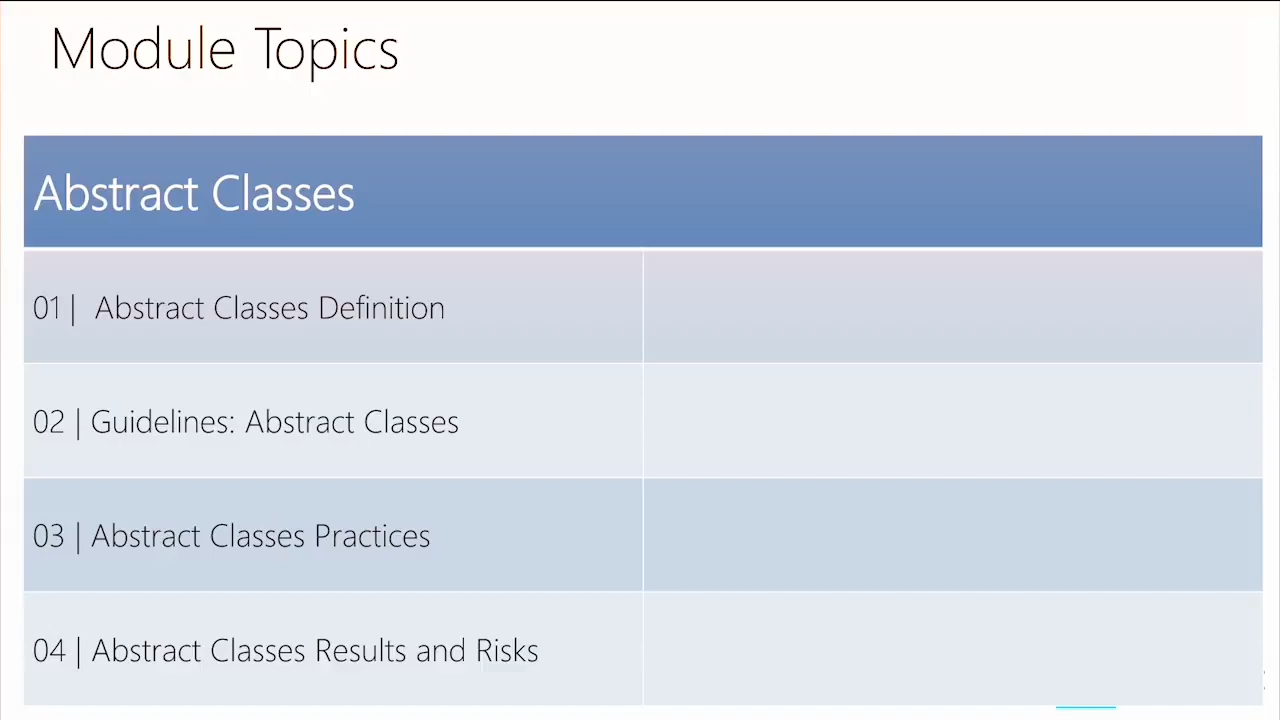 Module Topics
Abstract Classes
01 | Abstract Classes Definition
02 | Guidelines: Abstract Classes
03 | Abstract Classes Practices
04 | Abstract Classes Results and Risks